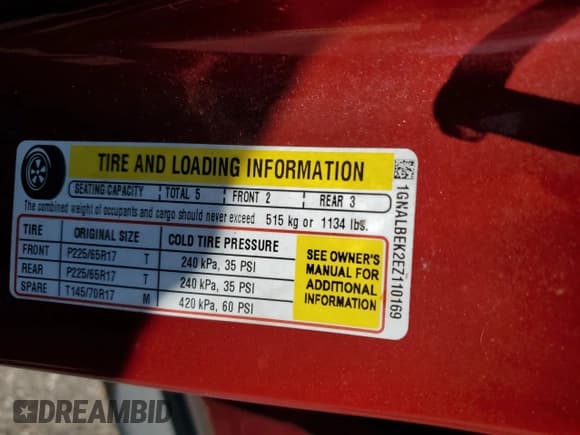 TIRE AND LOADING INFORMATION
SEATING CAPACITY TOTAL 5 FRONT 2 REAR 3
The combined weight of occupants and cargo should never exceed 515 kg or 1134 lbs.
TIRE ORIGINAL SIZE COLD TIRE PRESSURE
FRONT P225/65R17 T 240 kPa, 35 PSI
REAR P225/65R17 T 240 kPa, 35 PSI
SPARE T145/70R17 M 420 kPa, 60 PSI
SEE OWNER'S
MANUAL FOR
ADDITIONAL
INFORMATION
1GNALBEK2EZ110169
DREAMBID